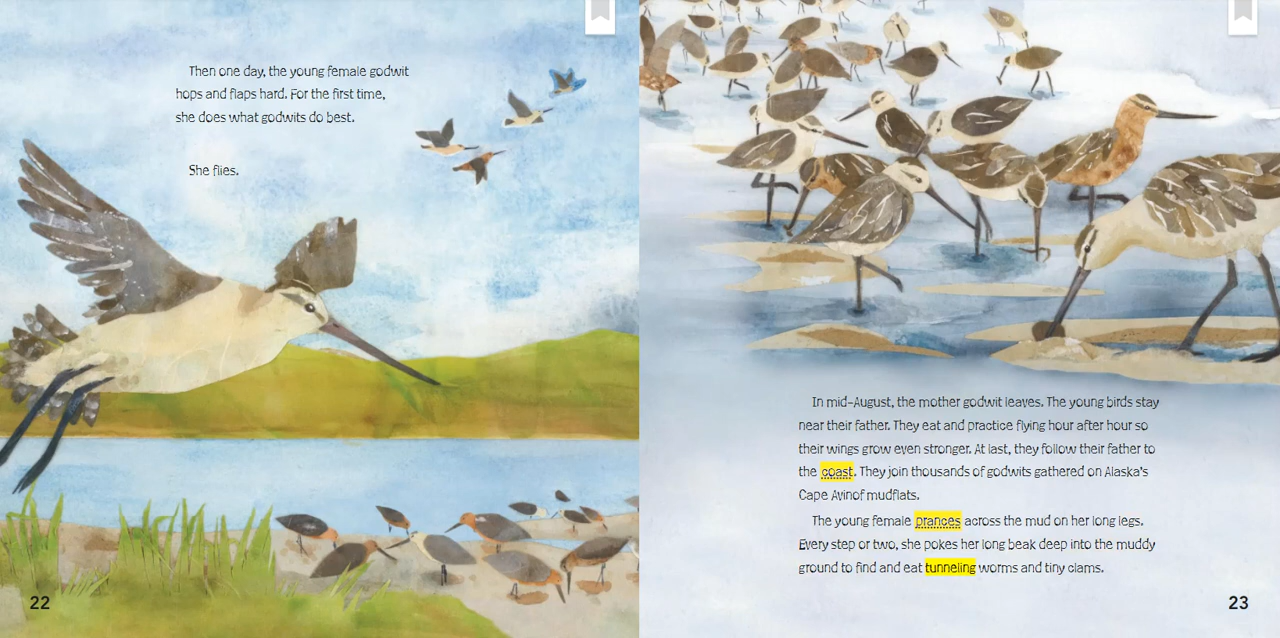 Then one day, the young female godwit
hops and flaps hard. For the first time,
she does what godwits do best.
She flies.
22
In mid-August, the mother godwit leaves. The young birds stay
near their father. They eat and practice flying hour after hour so
their wings grow even stronger. At last, they follow their father to
the coast. They join thousands of godwits gathered on Alaska's
Cape Avinof mudflats.
The young female prances across the mud on her long legs.
Every step or two, she pokes her long beak deep into the muddy
ground to find and eat tunneling worms and tiny clams.
23